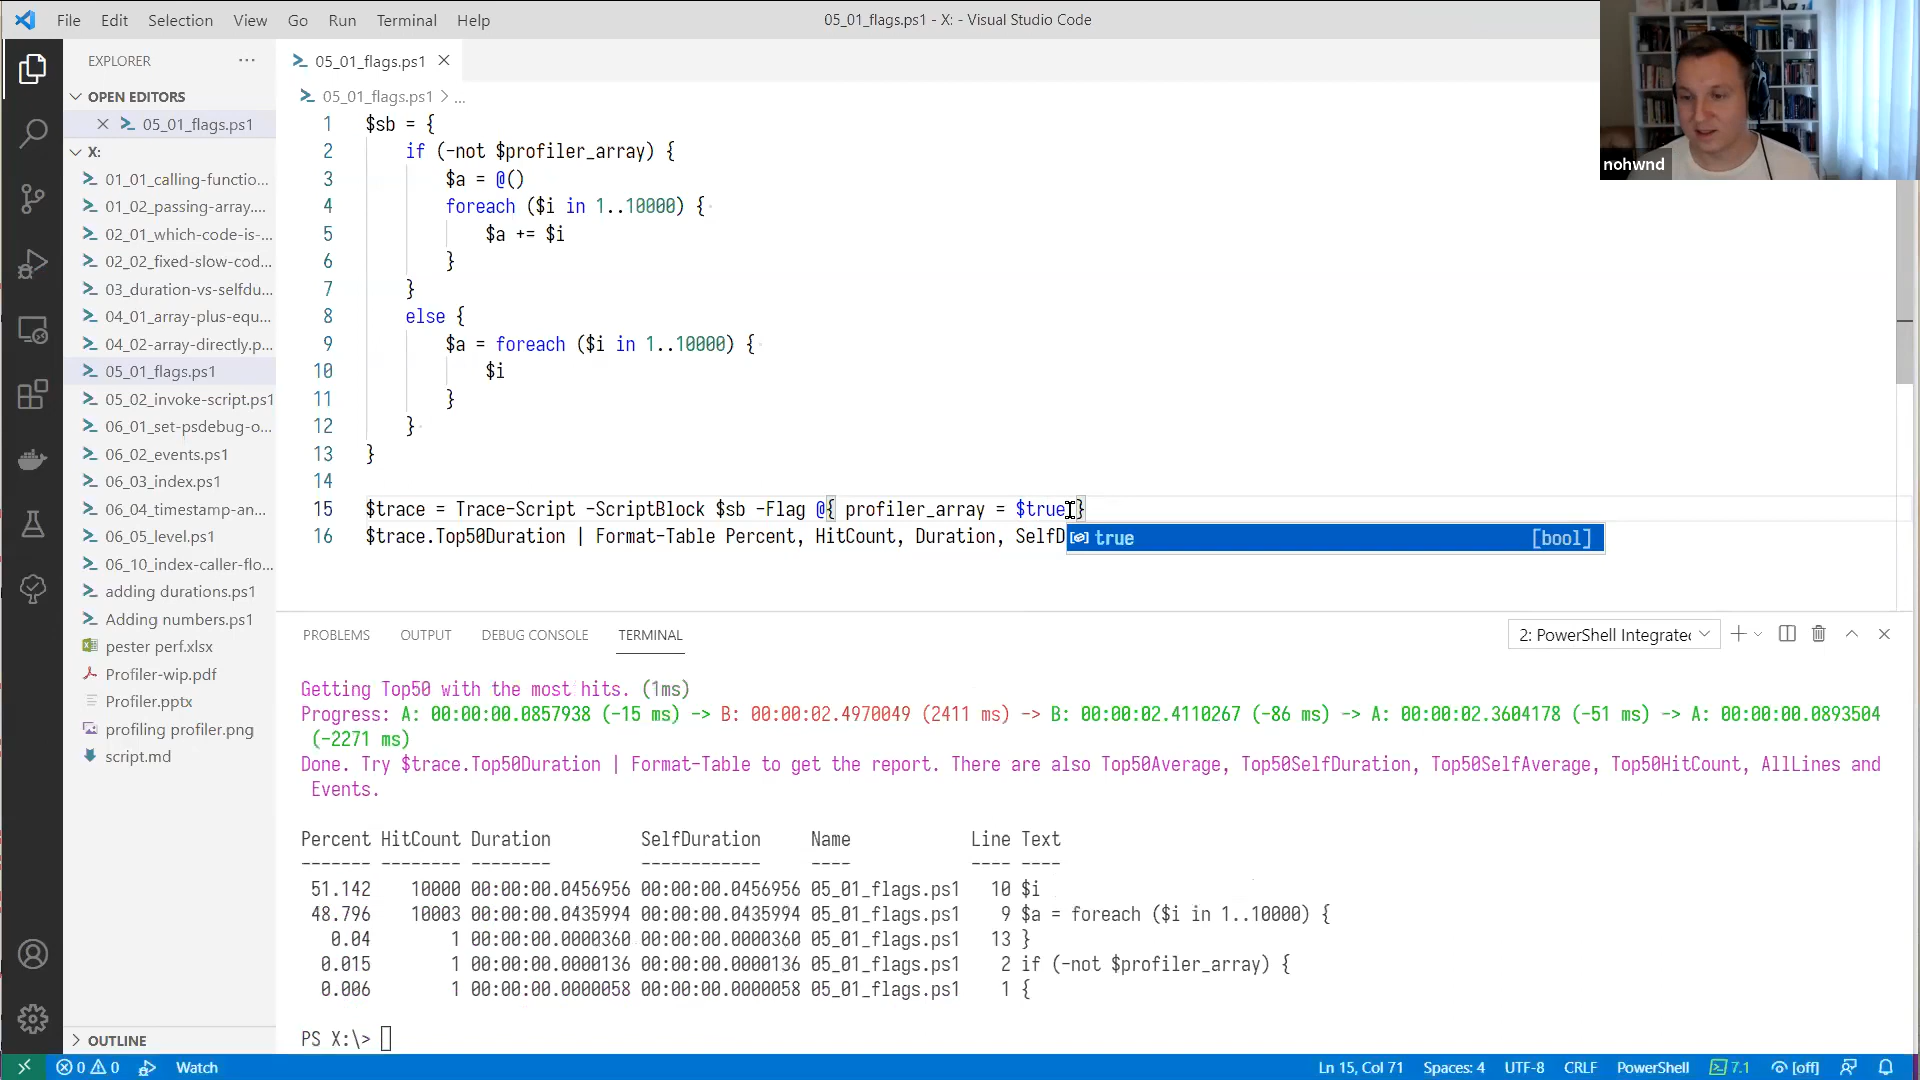 File Edit Selection View Go Run Terminal Help
05_01_flags.ps1 - X: - Visual Studio Code
nohwnd
EXPLORER ...
OPEN EDITORS
05_01_flags.ps1
X:
01_01_calling-functio...
01_02_passing-array....
02_01_which-code-is-...
02_02_fixed-slow-cod...
03_duration-vs-selfdu...
04_01_array-plus-equ...
04_02-array-directly.p...
05_01_flags.ps1
05_02_invoke-script.ps1
06_01_set-psdebug-o...
06_02_events.ps1
06_03_index.ps1
06_04_timestamp-an...
06_05_level.ps1
06_10_index-caller-flo...
adding durations.ps1
Adding numbers.ps1
pester perf.xlsx
Profiler-wip.pdf
Profiler.pptx
profiling profiler.png
script.md
OUTLINE
05_01_flags.ps1
05_01_flags.ps1 > ...
1 $sb = {
2 if (-not $profiler_array) {
3 $a = @()
4 foreach ($i in 1..10000) {
5 $a += $i
6 }
7 }
8 else {
9 $a = foreach ($i in 1..10000) {
10 $i
11 }
12 }
13 }
14
15 $trace = Trace-Script -ScriptBlock $sb -Flag @{ profiler_array = $true }
16 $trace.Top50Duration | Format-Table Percent, HitCount, Duration, SelfD
true [bool]
PROBLEMS OUTPUT DEBUG CONSOLE TERMINAL
2: PowerShell Integrated
Getting Top50 with the most hits. (1ms)
Progress: A: 00:00:00.0857938 (-15 ms) -> B: 00:00:02.4970049 (2411 ms) -> B: 00:00:02.4110267 (-86 ms) -> A: 00:00:02.3604178 (-51 ms) -> A: 00:00:00.0893504
(-2271 ms)
Done. Try $trace.Top50Duration | Format-Table to get the report. There are also Top50Average, Top50SelfDuration, Top50SelfAverage, Top50HitCount, AllLines and
Events.
Percent HitCount Duration SelfDuration Name Line Text
------- -------- -------- ------------ ---- ---- ----
51.142 10000 00:00:00.0456956 00:00:00.0456956 05_01_flags.ps1 10 $i
48.796 10003 00:00:00.0435994 00:00:00.0435994 05_01_flags.ps1 9 $a = foreach ($i in 1..10000) {
0.04 1 00:00:00.0000360 00:00:00.0000360 05_01_flags.ps1 13 }
0.015 1 00:00:00.0000136 00:00:00.0000136 05_01_flags.ps1 2 if (-not $profiler_array) {
0.006 1 00:00:00.0000058 00:00:00.0000058 05_01_flags.ps1 1 {
PS X:\>
0 0 Watch
Ln 15, Col 71 Spaces: 4 UTF-8 CRLF PowerShell 7.1 [off]